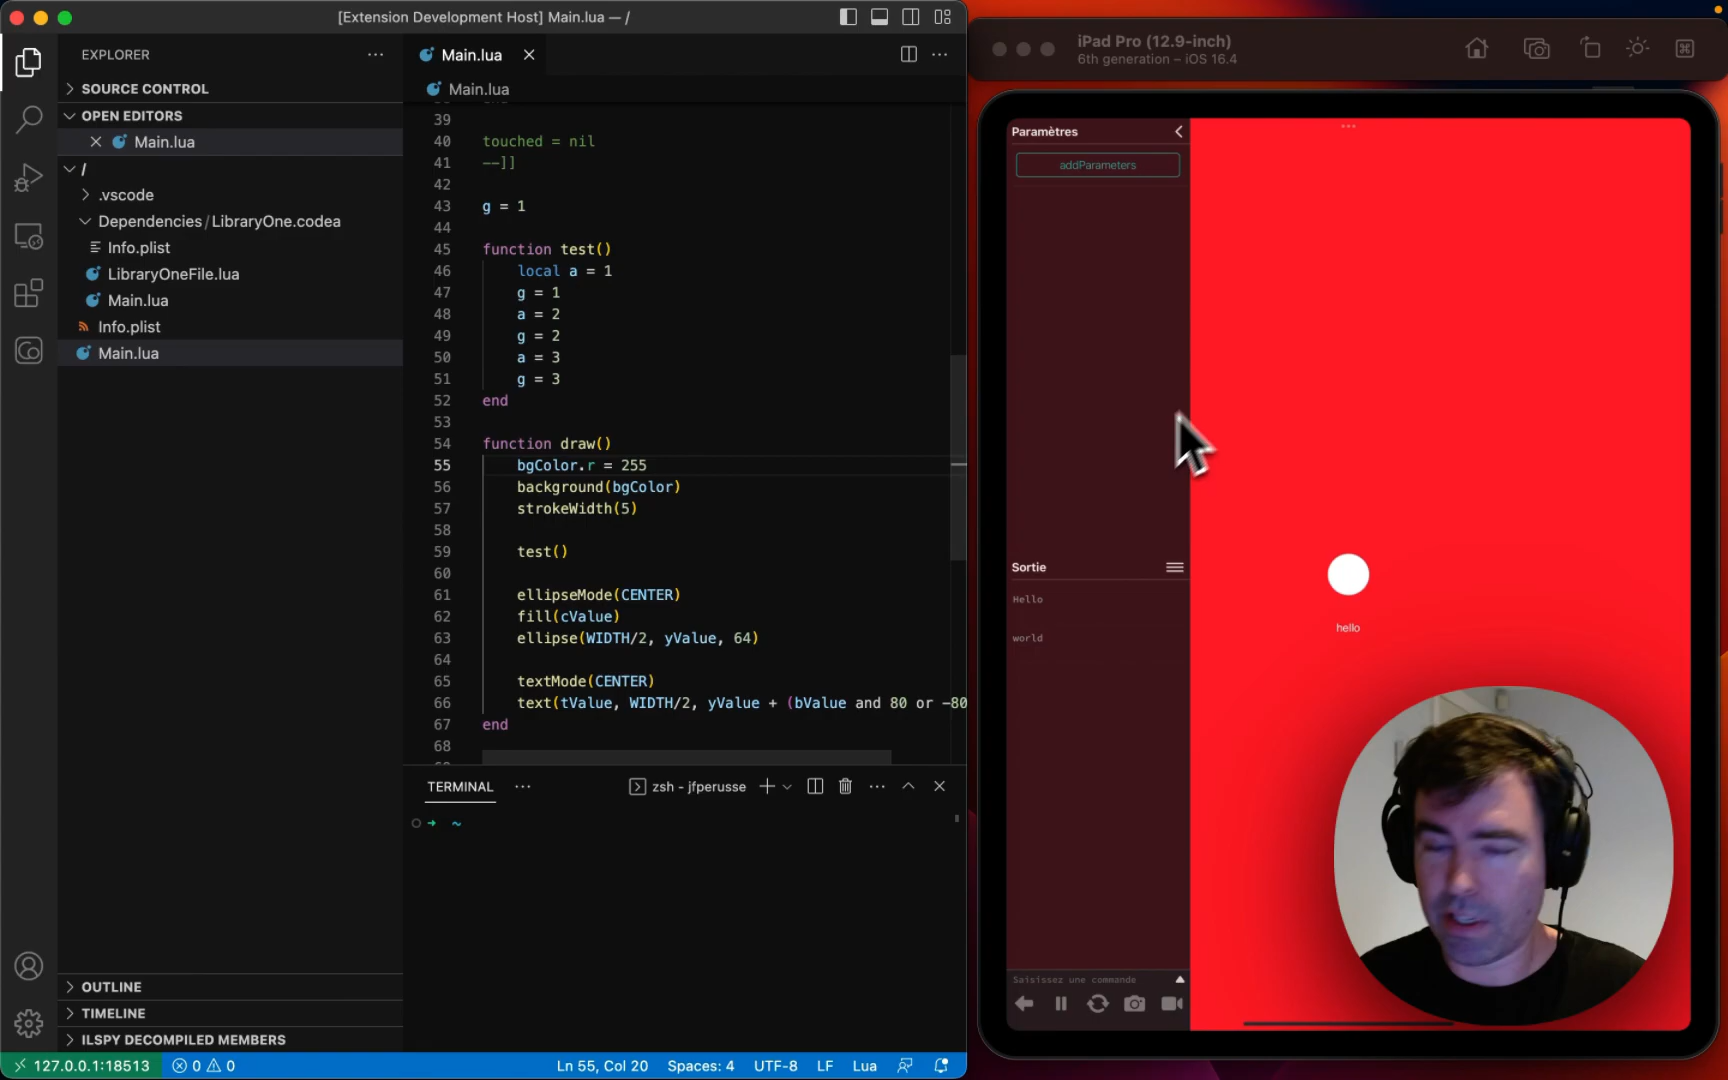 [Extension Development Host] Main.lua — /
EXPLORER
SOURCE CONTROL
OPEN EDITORS
Main.lua
/
.vscode
Dependencies / LibraryOne.codea
Info.plist
LibraryOneFile.lua
Main.lua
Info.plist
Main.lua
OUTLINE
TIMELINE
ILSPY DECOMPILED MEMBERS
Main.lua
Main.lua
39
40 touched = nil
41 --]]
42
43 g = 1
44
45 function test()
46 local a = 1
47 g = 1
48 a = 2
49 g = 2
50 a = 3
51 g = 3
52 end
53
54 function draw()
55 bgColor.r = 255
56 background(bgColor)
57 strokeWidth(5)
58
59 test()
60
61 ellipseMode(CENTER)
62 fill(cValue)
63 ellipse(WIDTH/2, yValue, 64)
64
65 textMode(CENTER)
66 text(tValue, WIDTH/2, yValue + (bValue and 80 or -80
67 end
68
TERMINAL
zsh - jfperusse
~
127.0.0.1:18513
0
0
Ln 55, Col 20
Spaces: 4
UTF-8
LF
Lua
iPad Pro (12.9-inch)
6th generation – iOS 16.4
Paramètres
addParameters
Sortie
Hello
world
hello
Saisissez une commande